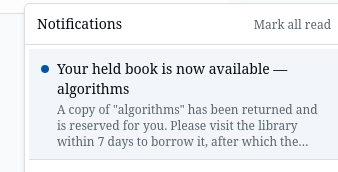 Notifications
Mark all read
Your held book is now available —
algorithms
A copy of "algorithms" has been returned and
is reserved for you. Please visit the library
within 7 days to borrow it, after which the...